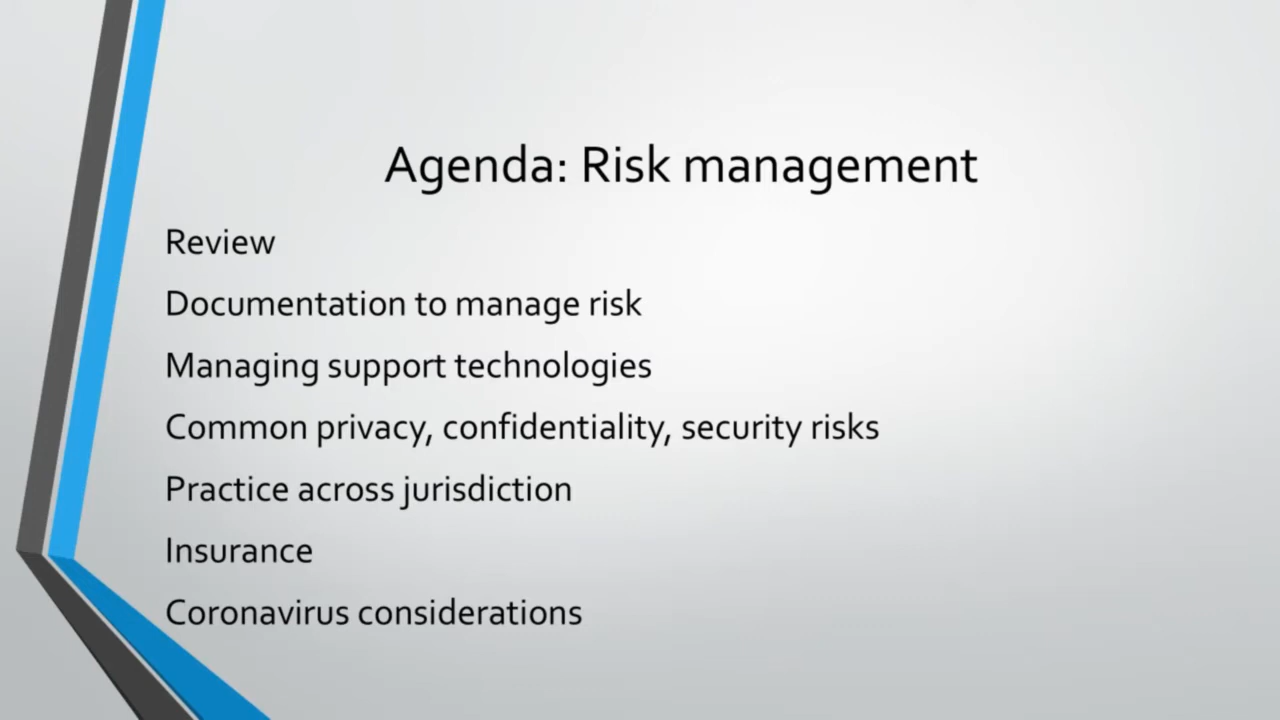 Agenda: Risk management
Review
Documentation to manage risk
Managing support technologies
Common privacy, confidentiality, security risks
Practice across jurisdiction
Insurance
Coronavirus considerations